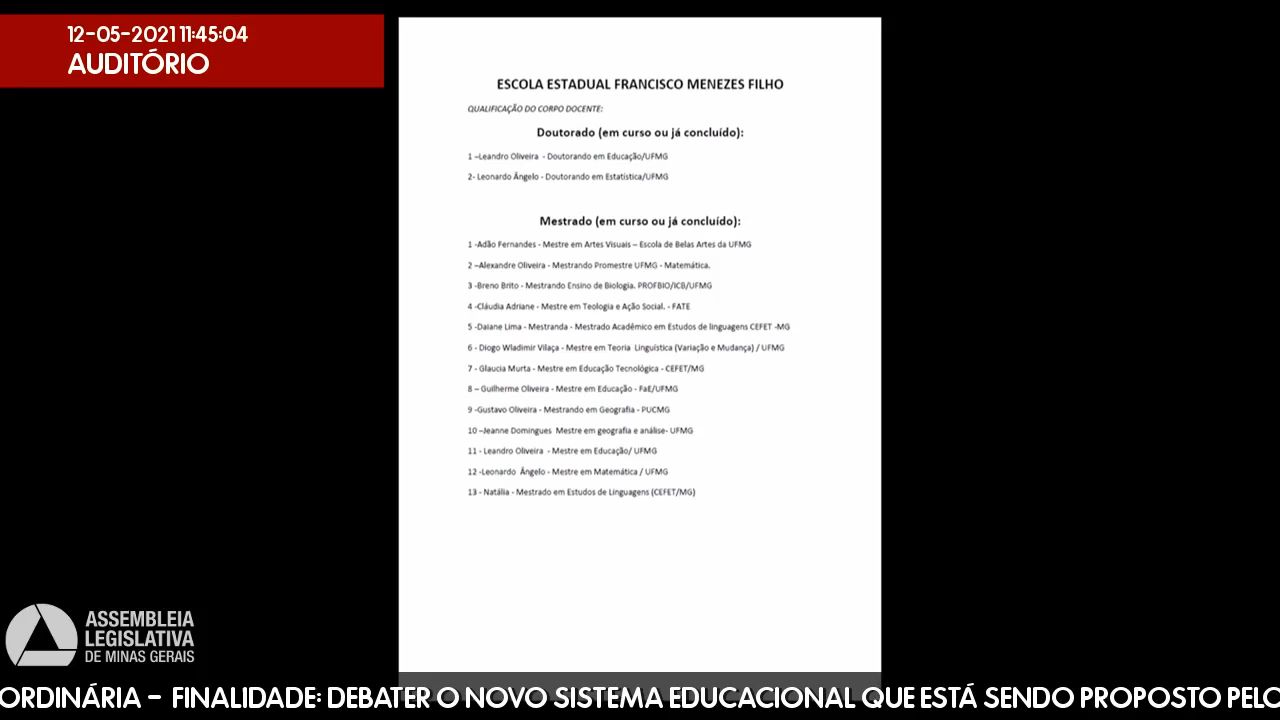 12-05-2021 11:45:04
AUDITÓRIO
ESCOLA ESTADUAL FRANCISCO MENEZES FILHO
QUALIFICAÇÃO DO CORPO DOCENTE:
Doutorado (em curso ou já concluído):
1 –Leandro Oliveira - Doutorando em Educação/UFMG
2- Leonardo Ângelo - Doutorando em Estatística/UFMG
Mestrado (em curso ou já concluído):
1 -Adão Fernandes - Mestre em Artes Visuais – Escola de Belas Artes da UFMG
2 –Alexandre Oliveira - Mestrando Promestre UFMG - Matemática.
3 -Breno Brito - Mestrando Ensino de Biologia. PROFBIO/ICB/UFMG
4 -Cláudia Adriane - Mestre em Teologia e Ação Social. - FATE
5 -Daiane Lima - Mestranda - Mestrado Acadêmico em Estudos de linguagens CEFET -MG
6 - Diogo Wladimir Vilaça - Mestre em Teoria Linguística (Variação e Mudança) / UFMG
7 - Glaucia Murta - Mestre em Educação Tecnológica - CEFET/MG
8 – Guilherme Oliveira - Mestre em Educação - FaE/UFMG
9 -Gustavo Oliveira - Mestrando em Geografia - PUCMG
10 –Jeanne Domingues Mestre em geografia e análise- UFMG
11 - Leandro Oliveira - Mestre em Educação/ UFMG
12 -Leonardo Ângelo - Mestre em Matemática / UFMG
13 - Natália - Mestrado em Estudos de Linguagens (CEFET/MG)
ASSEMBLEIA
LEGISLATIVA
DE MINAS GERAIS
ORDINÁRIA – FINALIDADE: DEBATER O NOVO SISTEMA EDUCACIONAL QUE ESTÁ SENDO PROPOSTO PELO